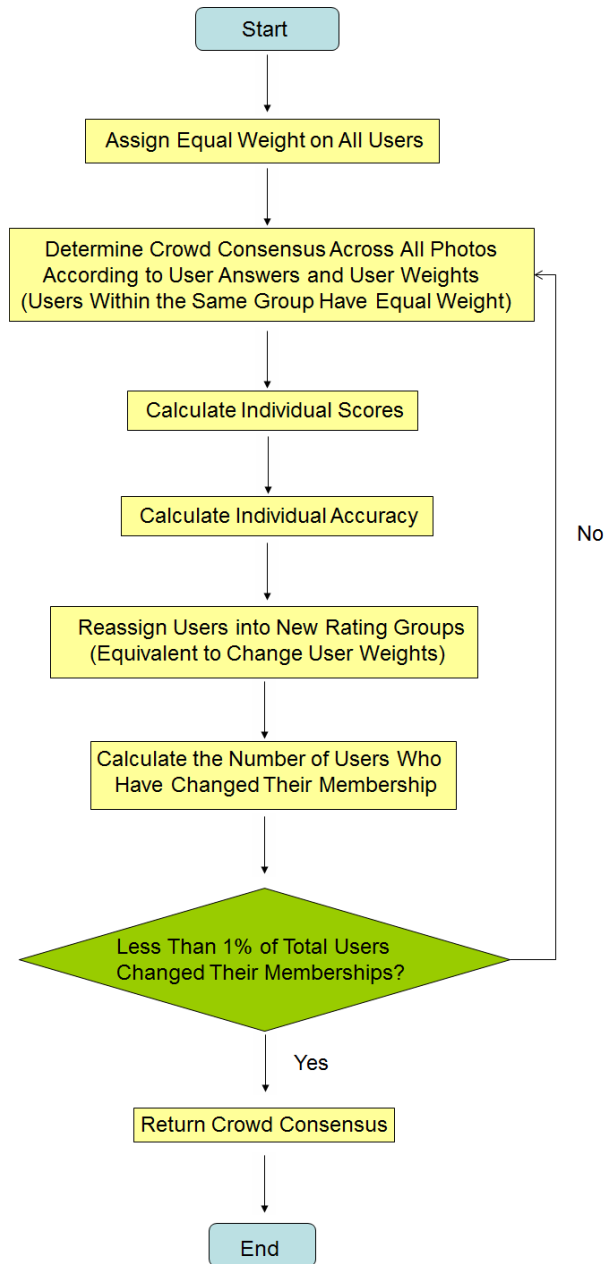 Start
Assign Equal Weight on All Users
Determine Crowd Consensus Across All Photos
According to User Answers and User Weights
(Users Within the Same Group Have Equal Weight)
Calculate Individual Scores
Calculate Individual Accuracy
No
Reassign Users into New Rating Groups
(Equivalent to Change User Weights)
Calculate the Number of Users Who
Have Changed Their Membership
Less Than 1% of Total Users
Changed Their Memberships?
Yes
Return Crowd Consensus
End